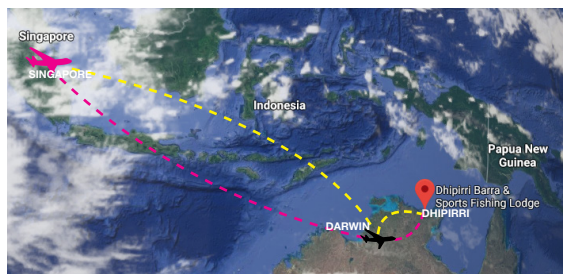 Singapore
SINGAPORE
Indonesia
Papua New
Guinea
Dhipirri Barra &
Sports Fishing Lodge
DHIPIRRI
DARWIN